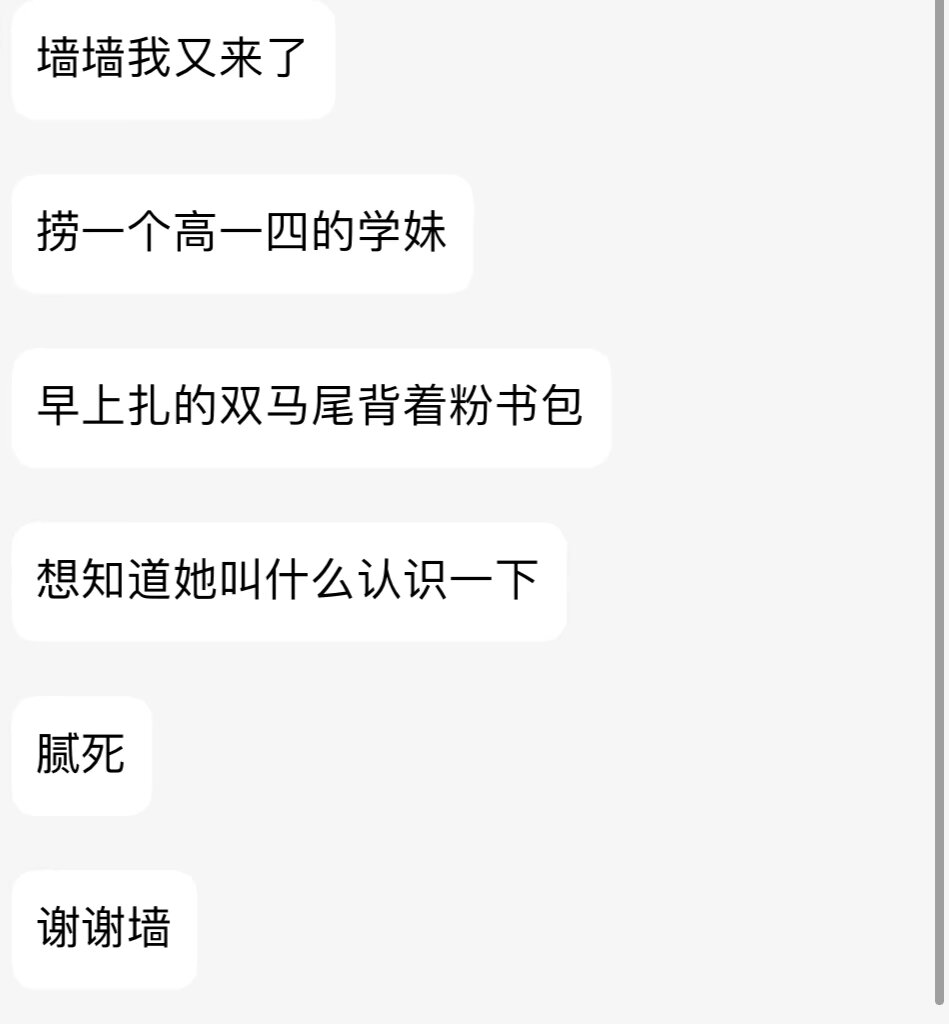 墙墙我又来了
捞一个高一四的学妹
早上扎的双马尾背着粉书包
想知道她叫什么认识一下
腻死
谢谢墙